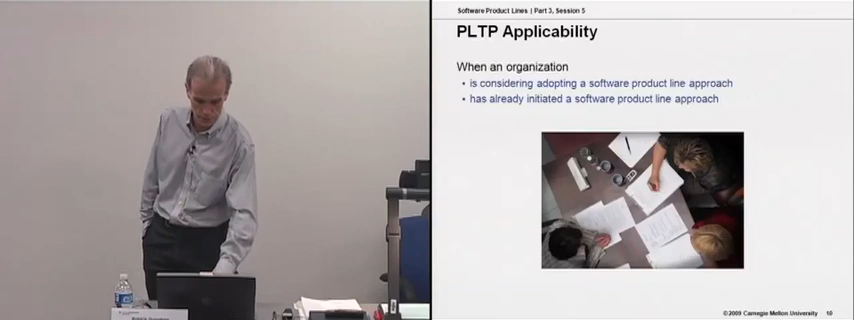 Software Product Lines | Part 3, Session 5
PLTP Applicability
When an organization
• is considering adopting a software product line approach
• has already initiated a software product line approach
© 2009 Carnegie Mellon University 10